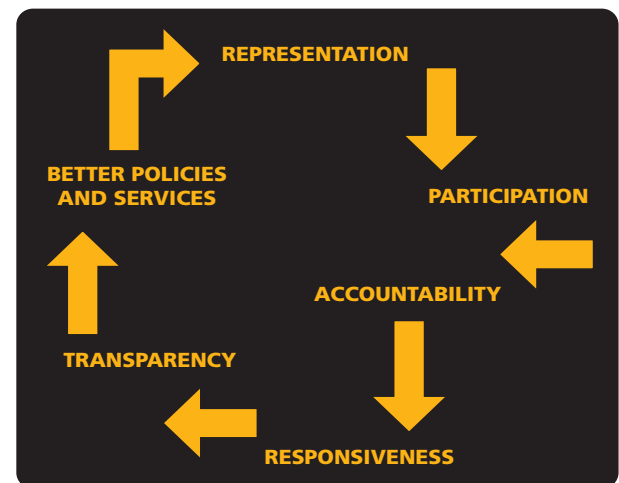 REPRESENTATION
PARTICIPATION
ACCOUNTABILITY
RESPONSIVENESS
TRANSPARENCY
BETTER POLICIES
AND SERVICES